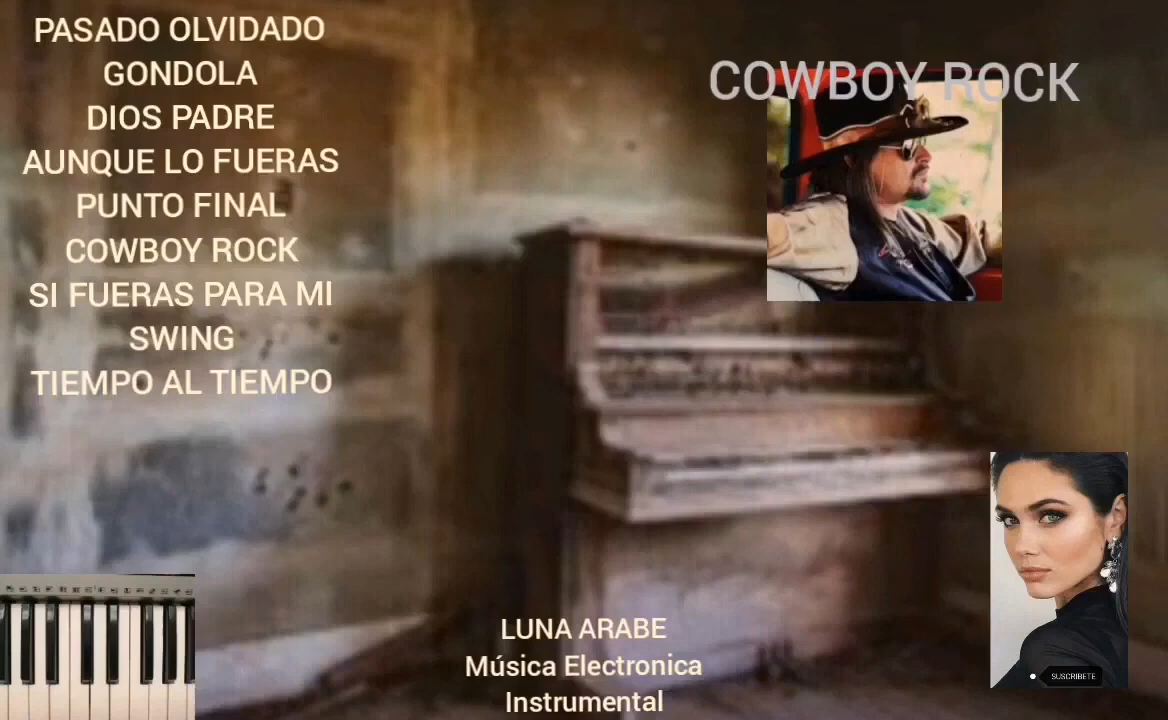 PASADO OLVIDADO
GONDOLA
DIOS PADRE
AUNQUE LO FUERAS
PUNTO FINAL
COWBOY ROCK
SI FUERAS PARA MI
SWING
TIEMPO AL TIEMPO
COWBOY ROCK
LUNA ARABE
Música Electronica
Instrumental
SUSCRIBETE